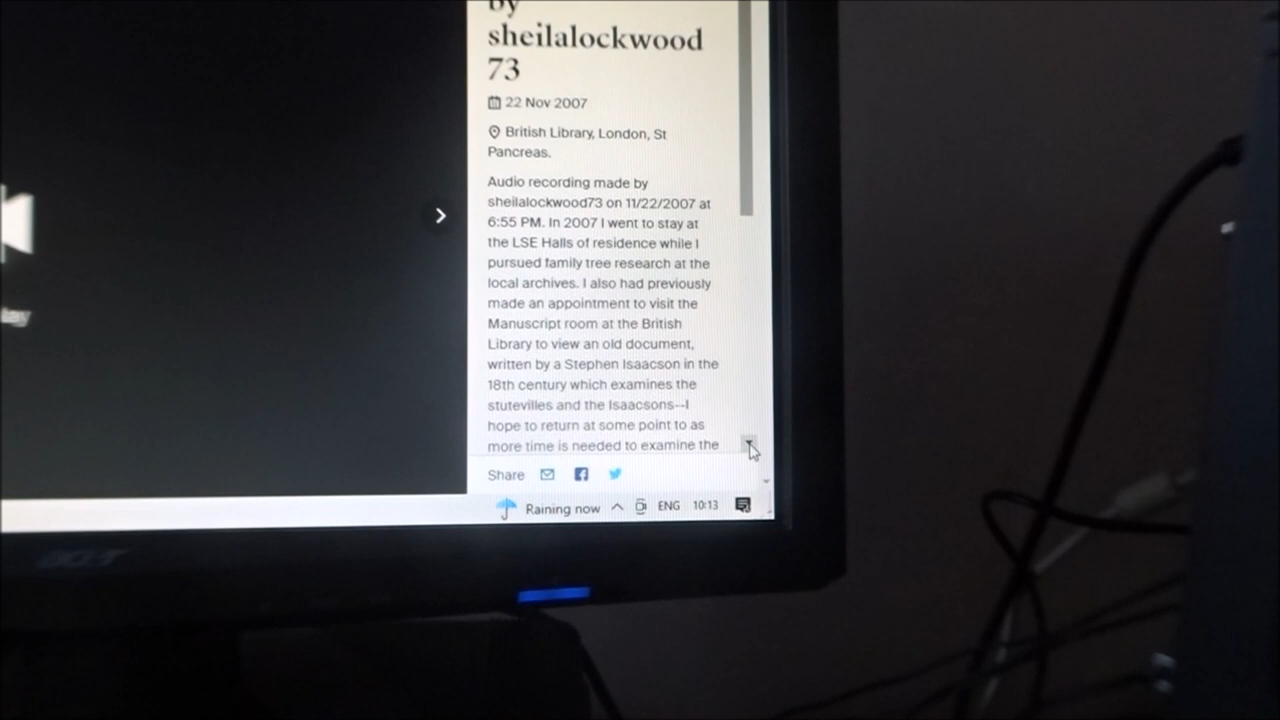 by
sheilalockwood
73
22 Nov 2007
British Library, London, St
Pancreas.
Audio recording made by
sheilalockwood73 on 11/22/2007 at
6:55 PM. In 2007 I went to stay at
the LSE Halls of residence while I
pursued family tree research at the
local archives. I also had previously
made an appointment to visit the
Manuscript room at the British
Library to view an old document,
written by a Stephen Isaacson in the
18th century which examines the
stutevilles and the Isaacsons--I
hope to return at some point to as
more time is needed to examine the
Share
Raining now ENG 10:13
acer